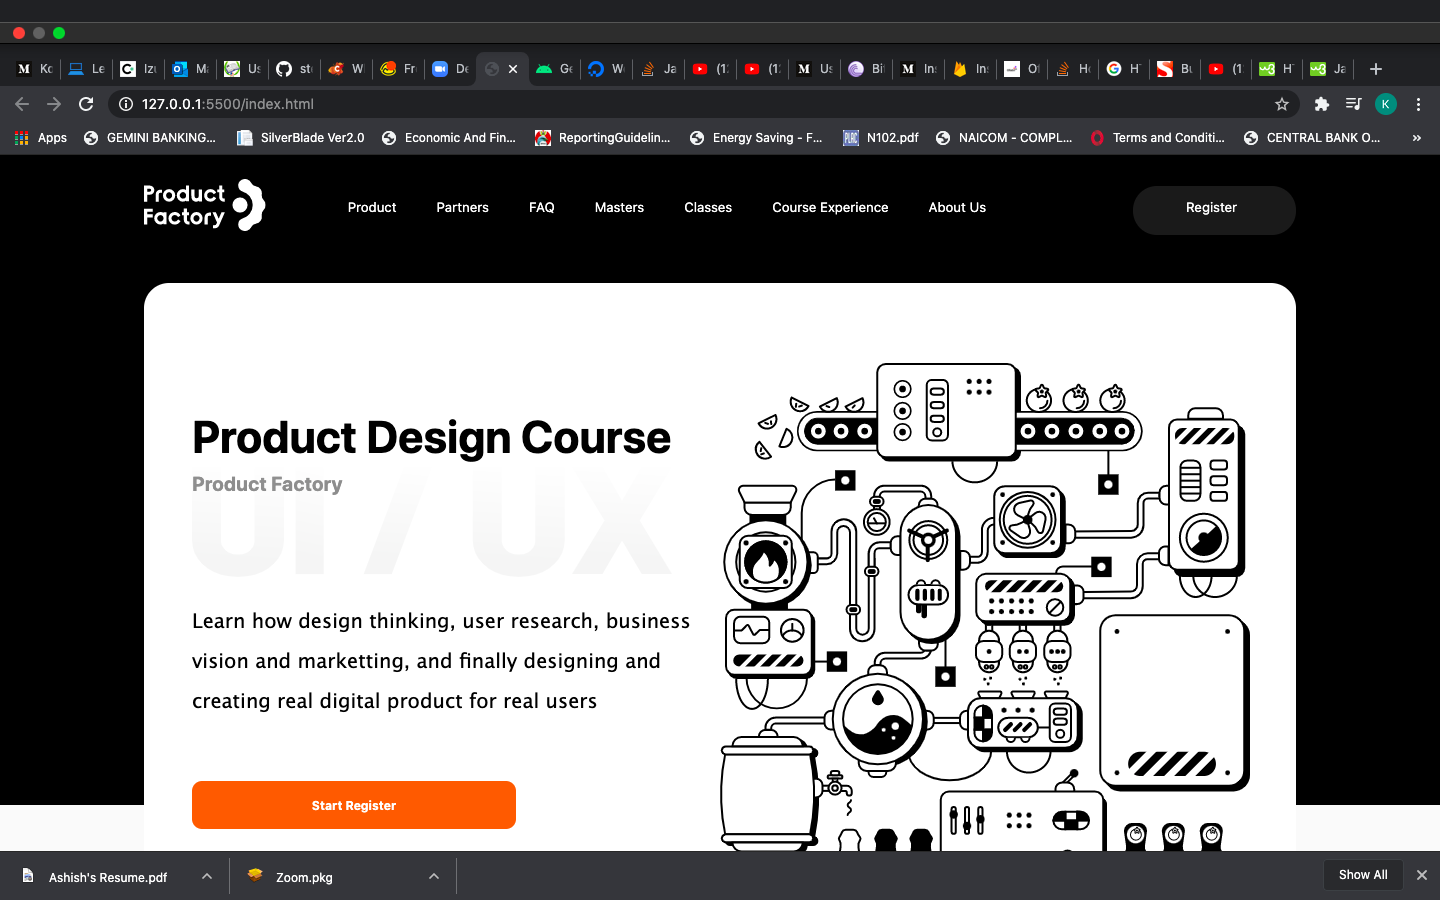 Kc
Le
Izu
Ma
Us
st
W
Fr
De
Ge
W
Ja
(1
(1
Us
Bit
In
Ins
Of
He
H
Bu
(1
H
Ja
127.0.0.1:5500/index.html
K
Apps
GEMINI BANKING...
SilverBlade Ver2.0
Economic And Fin...
ReportingGuidelin...
Energy Saving - F...
N102.pdf
NAICOM - COMPL...
Terms and Conditi...
CENTRAL BANK O...
»
Product
Factory
Product
Partners
FAQ
Masters
Classes
Course Experience
About Us
Register
Product Design Course
Product Factory
UI / UX
Learn how design thinking, user research, business
vision and marketting, and finally designing and
creating real digital product for real users
Start Register
Ashish's Resume.pdf
Zoom.pkg
Show All